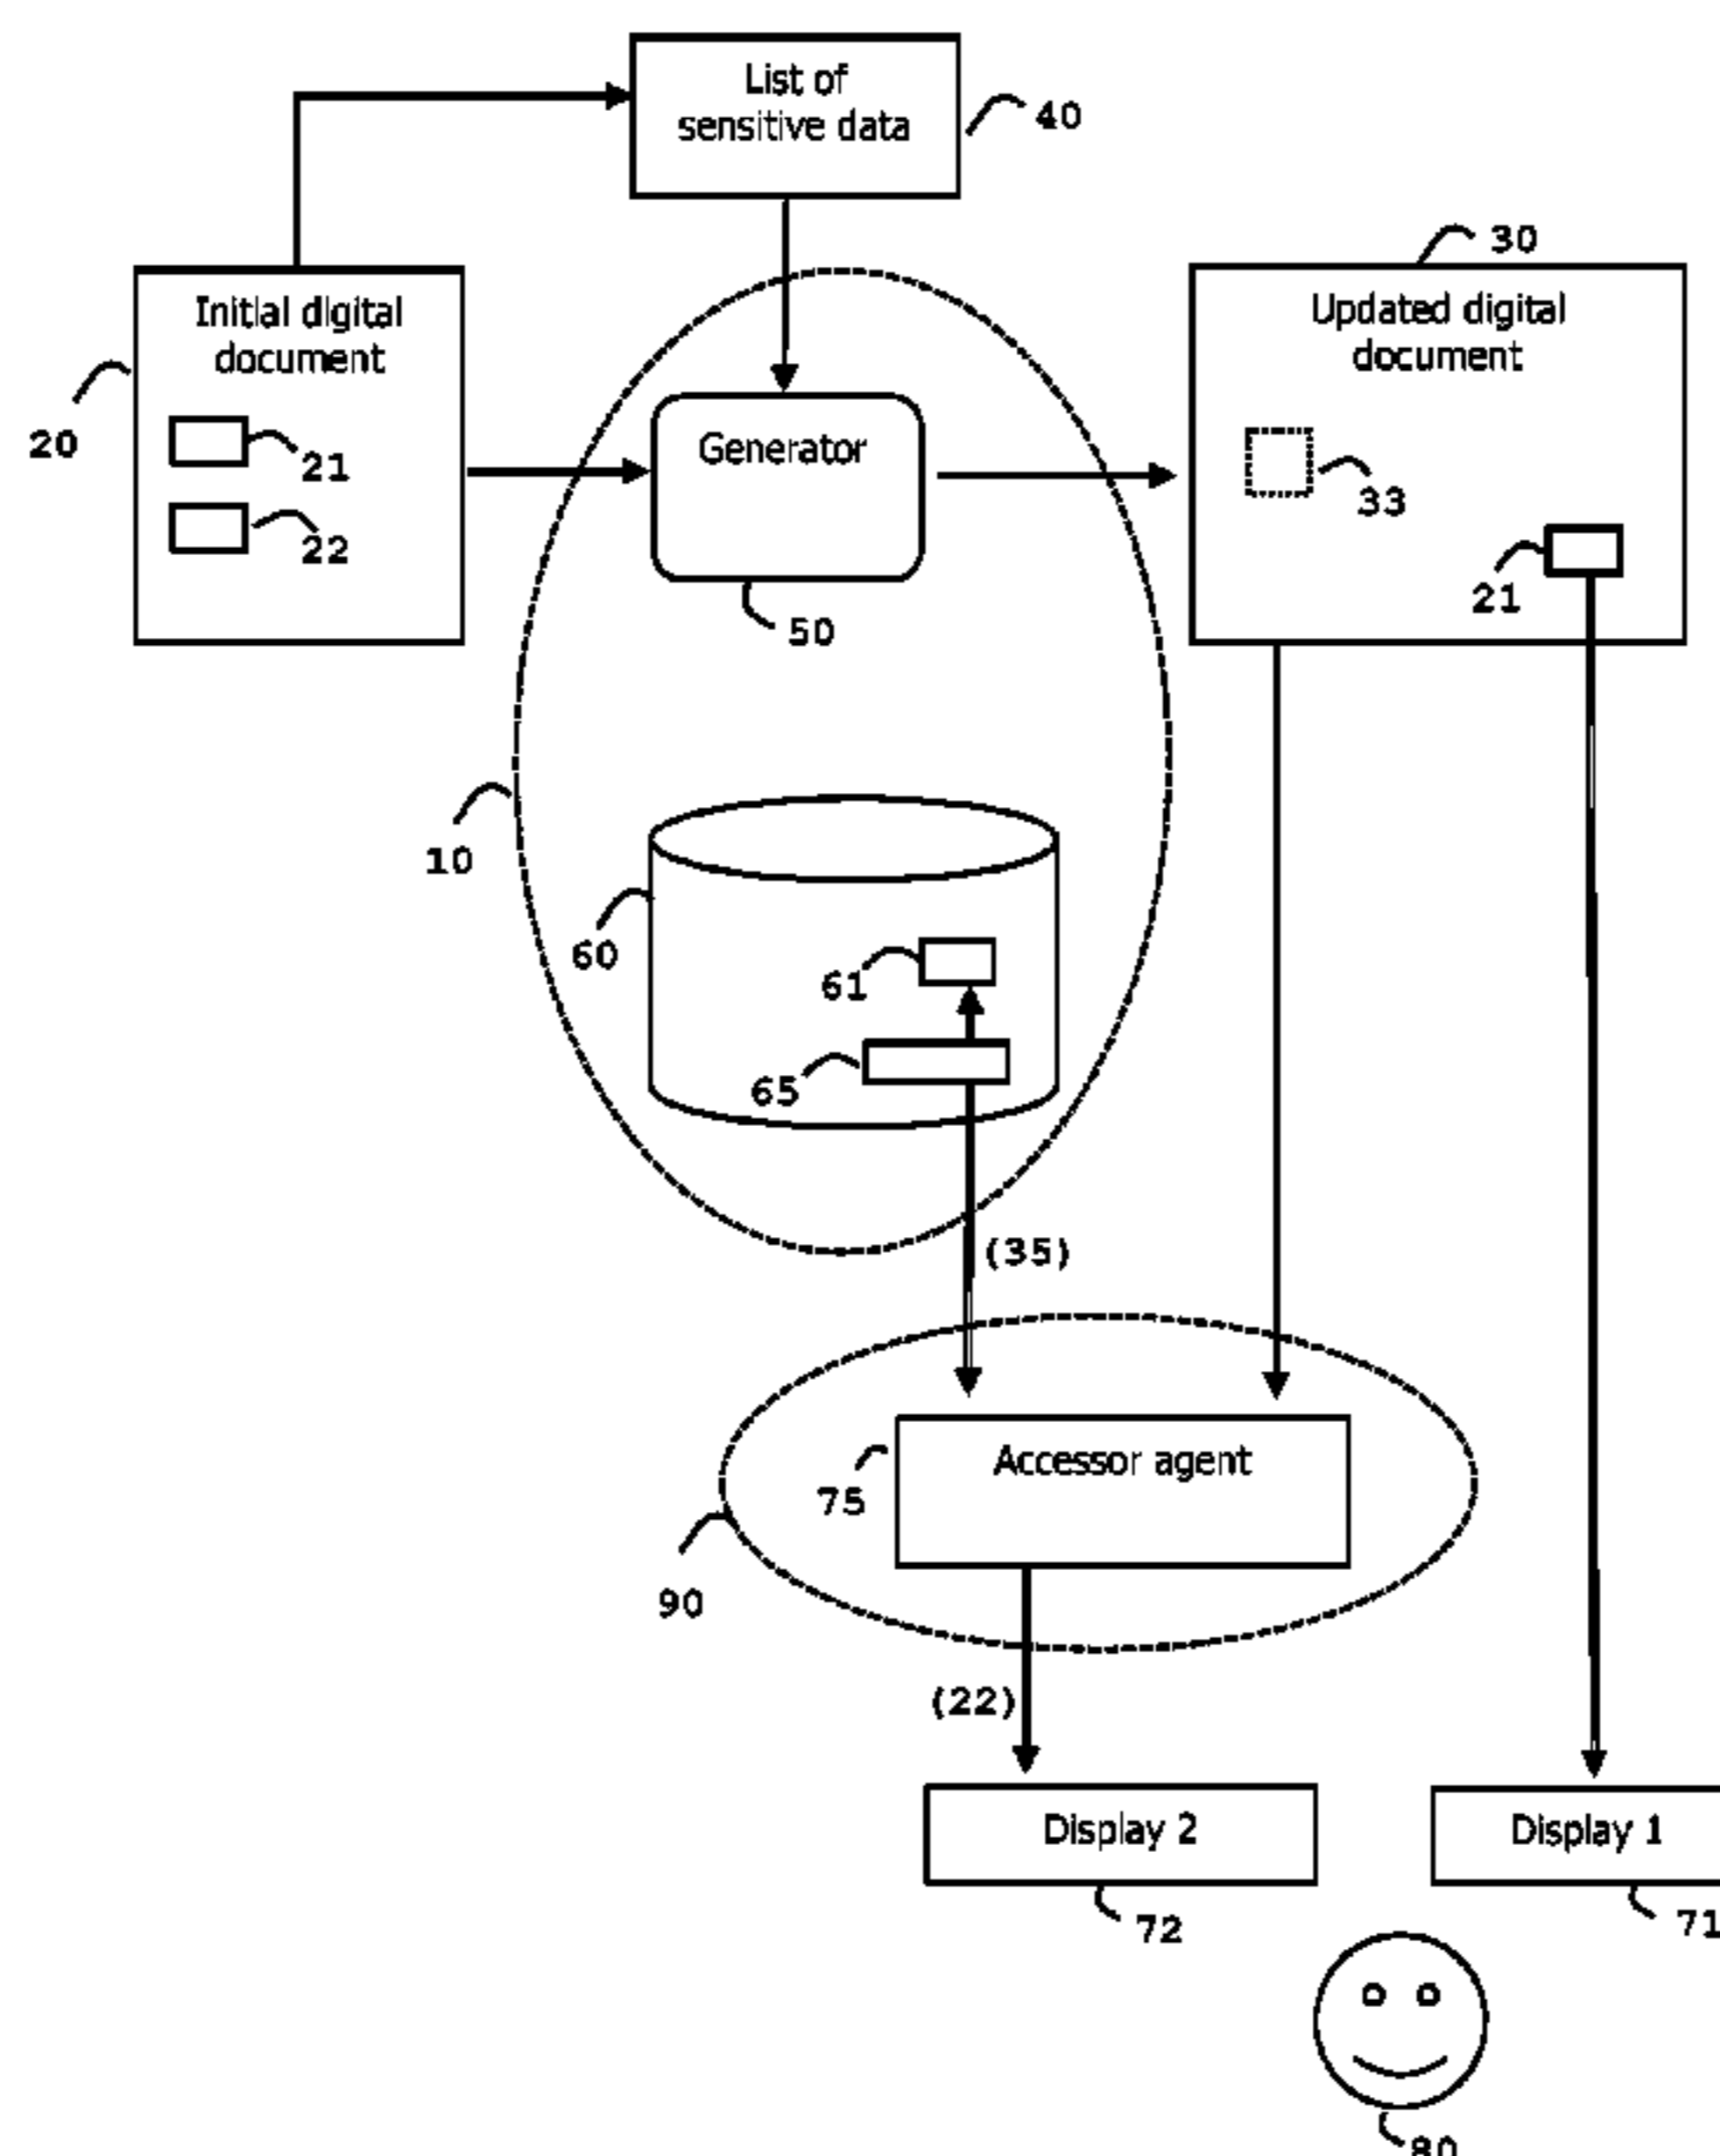 List of
sensitive data
40
30
Initial digital
document
Updated digital
document
20
21
22
Generator
33
21
50
10
60
61
65
(35)
Accessor agent
75
90
(22)
Display 2
Display 1
72
71
80